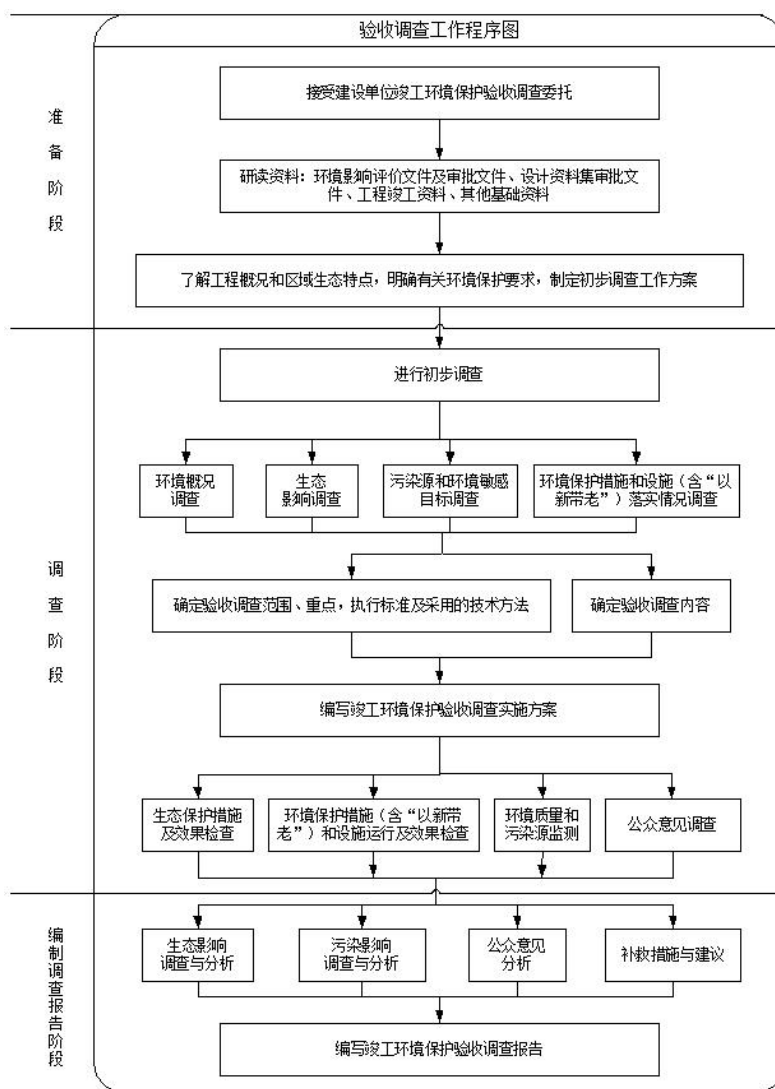 验收调查工作程序图
准备阶段
接受建设单位竣工环境保护验收调查委托
研读资料：环境影响评价文件及审批文件、设计资料集审批文
件、工程竣工资料、其他基础资料
了解工程概况和区域生态特点，明确有关环境保护要求，制定初步调查工作方案
调查阶段
进行初步调查
环境概况
调查
生态
影响调查
污染源和环境敏感
目标调查
环境保护措施和设施（含“以
新带老”）落实情况调查
确定验收调查范围、重点，执行标准及采用的技术方法
确定验收调查内容
编写竣工环境保护验收调查实施方案
生态保护措施
及效果检查
环境保护措施（含“以新带
老”）和设施运行及效果检查
环境质量和
污染源监测
公众意见调查
编制调查报告阶段
生态影响
调查与分析
污染影响
调查与分析
公众意见
分析
补救措施与建议
编写竣工环境保护验收调查报告